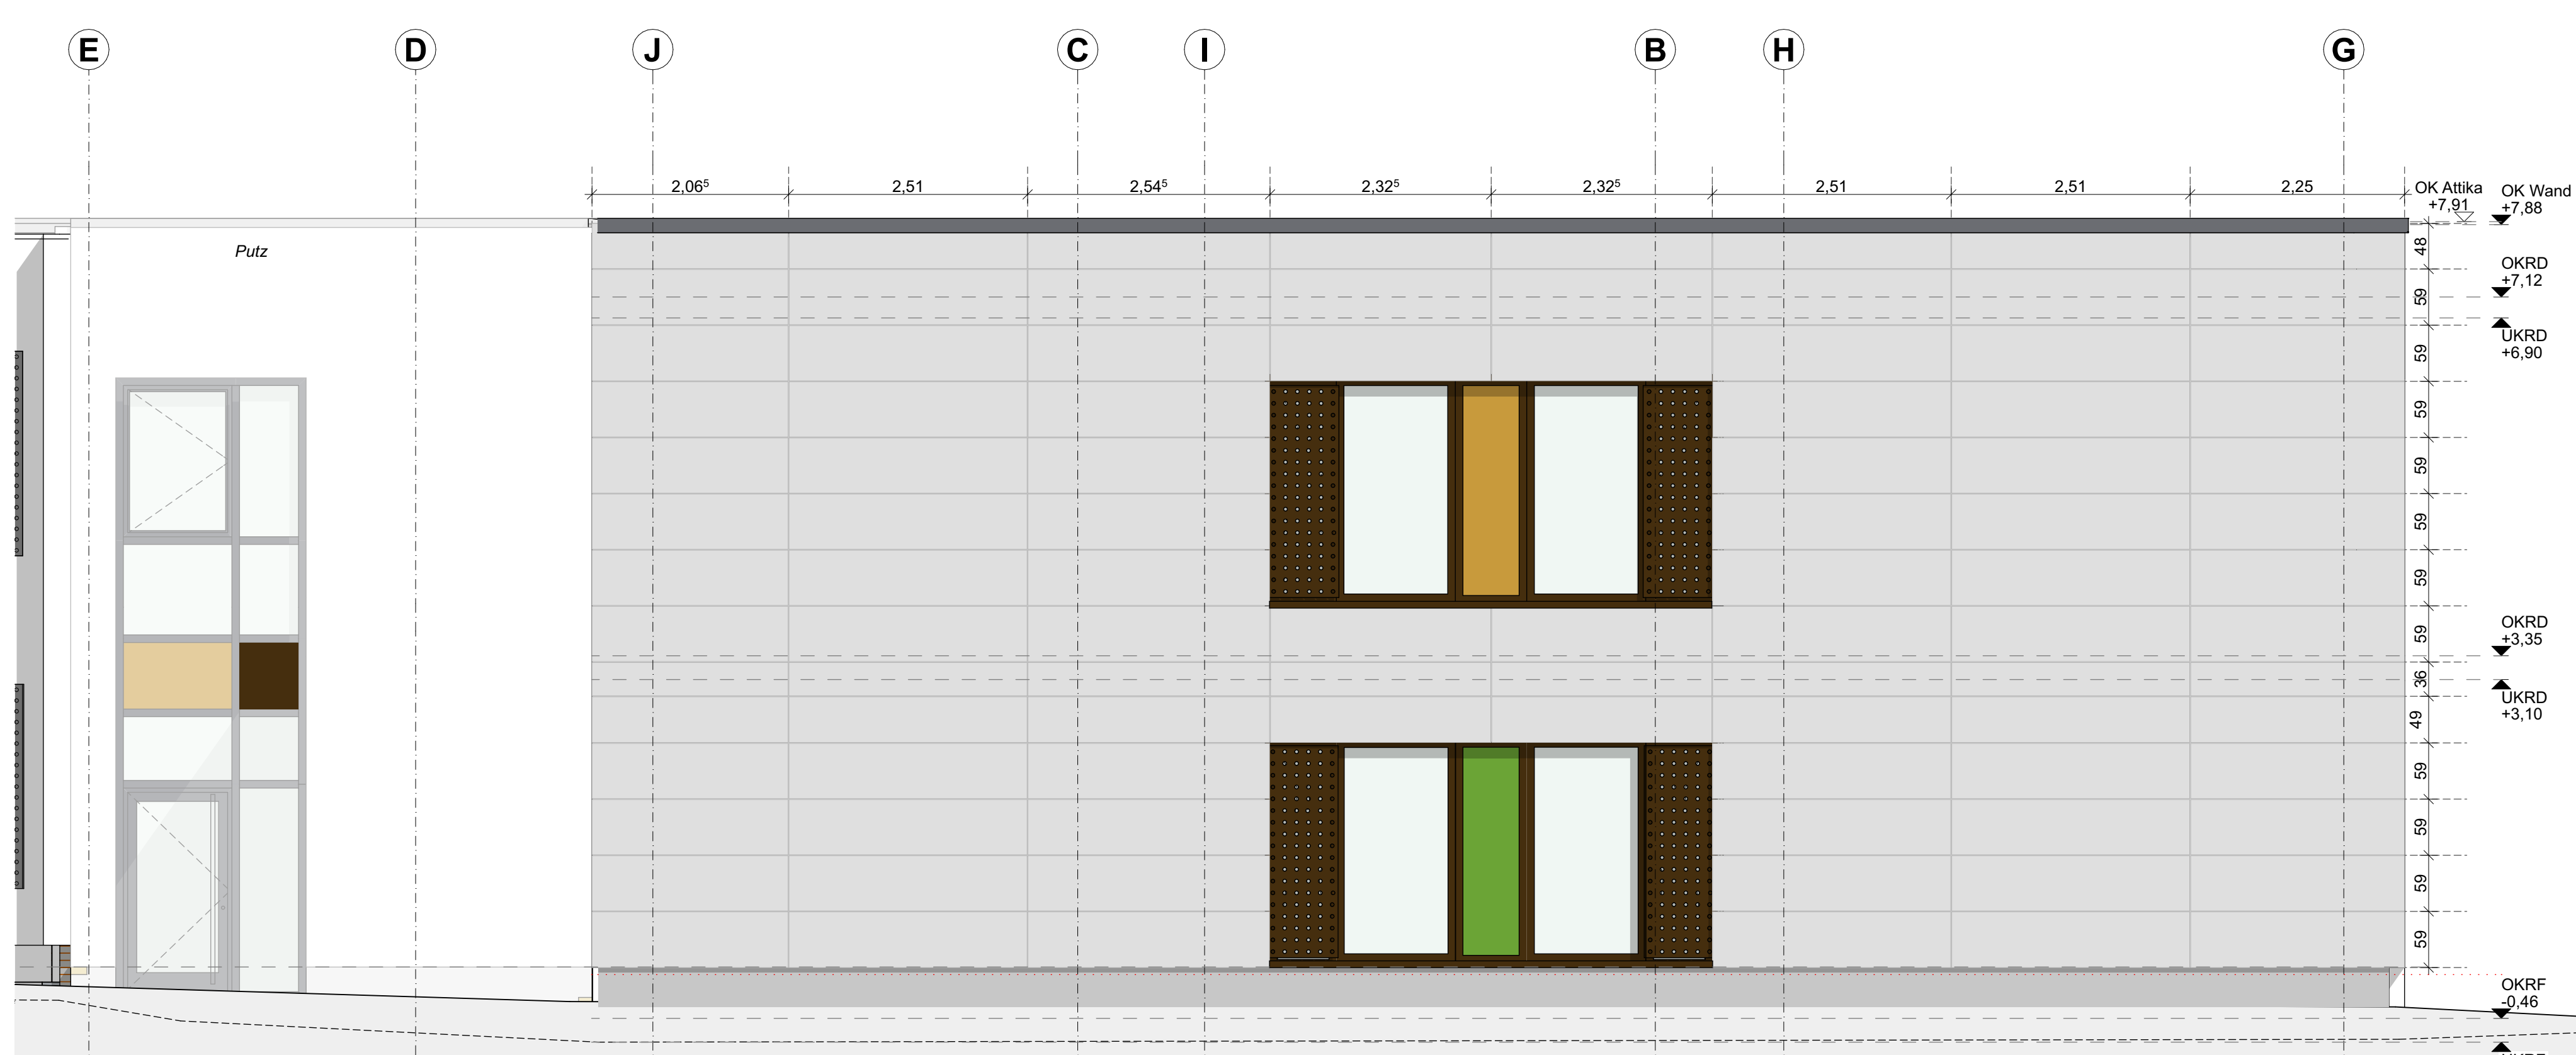 E D J C I B H G
2,06⁵ 2,51 2,54⁵ 2,32⁵ 2,32⁵ 2,51 2,51 2,25
OK Attika
+7,91
OK Wand
+7,88
Putz
48
OKRD
+7,12
59
UKRD
+6,90
59
59
59
59
59
59
OKRD
+3,35
36
UKRD
+3,10
49
59
59
59
59
OKRF
-0,46